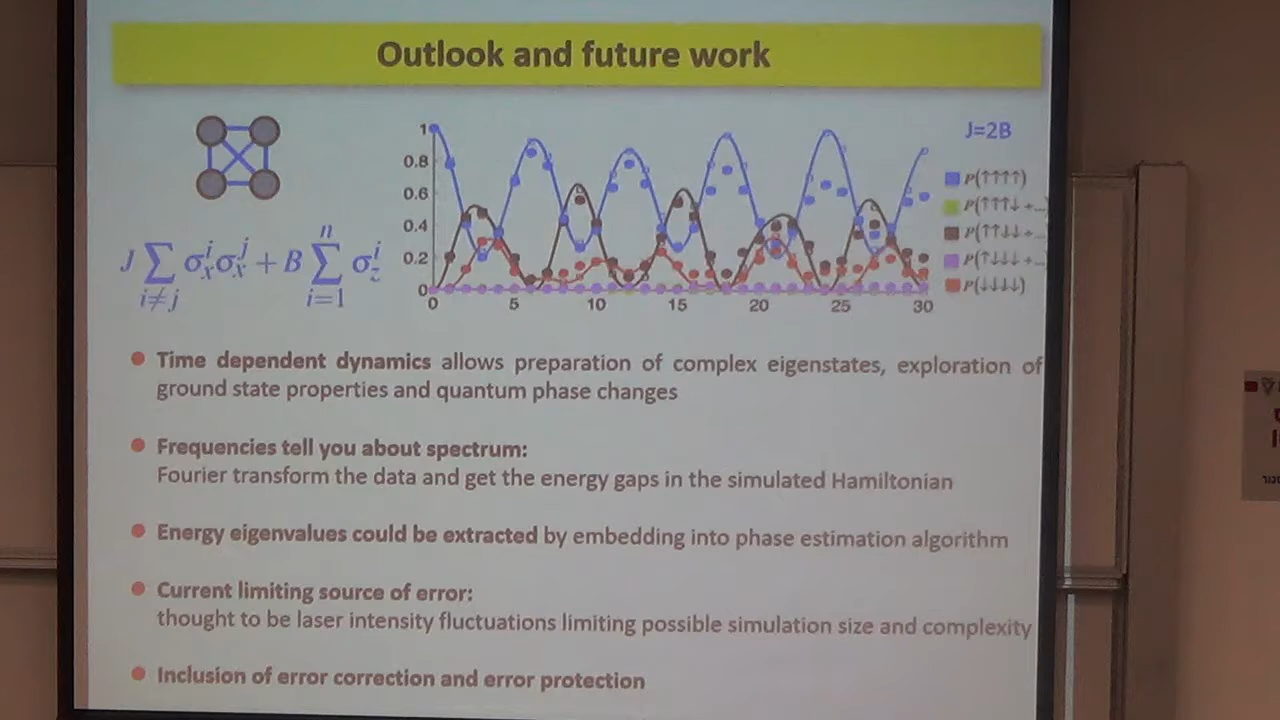 Outlook and future work
J∑σₓⁱσₓʲ + B∑σ_zⁱ
i≠j
n
i=1
1
0.8
0.6
0.4
0.2
0
0 5 10 15 20 25 30
J=2B
P(↑↑↑↑)
P(↑↑↑↓ +...)
P(↑↑↓↓ +...
P(↑↓↓↓ +...)
P(↓↓↓↓)
Time dependent dynamics allows preparation of complex eigenstates, exploration of
ground state properties and quantum phase changes
Frequencies tell you about spectrum:
Fourier transform the data and get the energy gaps in the simulated Hamiltonian
Energy eigenvalues could be extracted by embedding into phase estimation algorithm
Current limiting source of error:
thought to be laser intensity fluctuations limiting possible simulation size and complexity
Inclusion of error correction and error protection